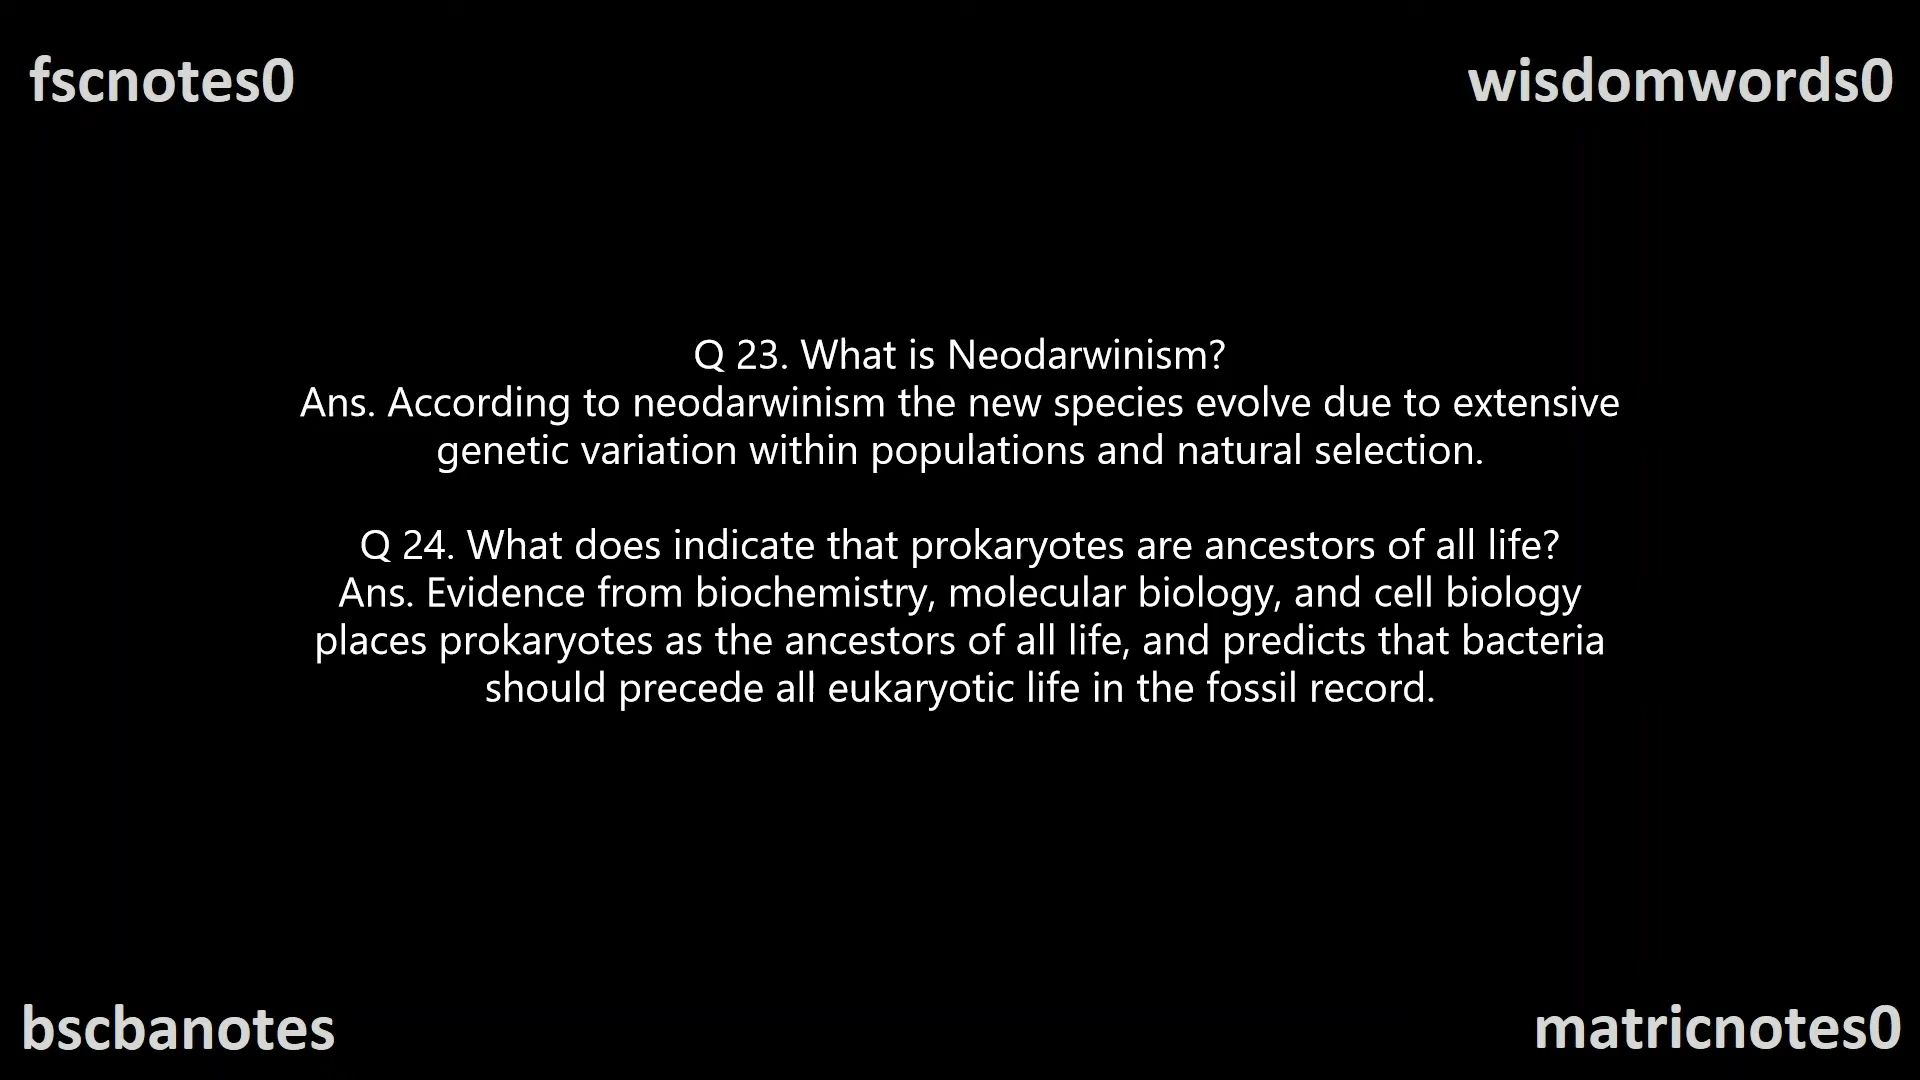 fscnotes0
wisdomwords0
Q 23. What is Neodarwinism?
Ans. According to neodarwinism the new species evolve due to extensive
genetic variation within populations and natural selection.
Q 24. What does indicate that prokaryotes are ancestors of all life?
Ans. Evidence from biochemistry, molecular biology, and cell biology
places prokaryotes as the ancestors of all life, and predicts that bacteria
should precede all eukaryotic life in the fossil record.
bscbanotes
matricnotes0